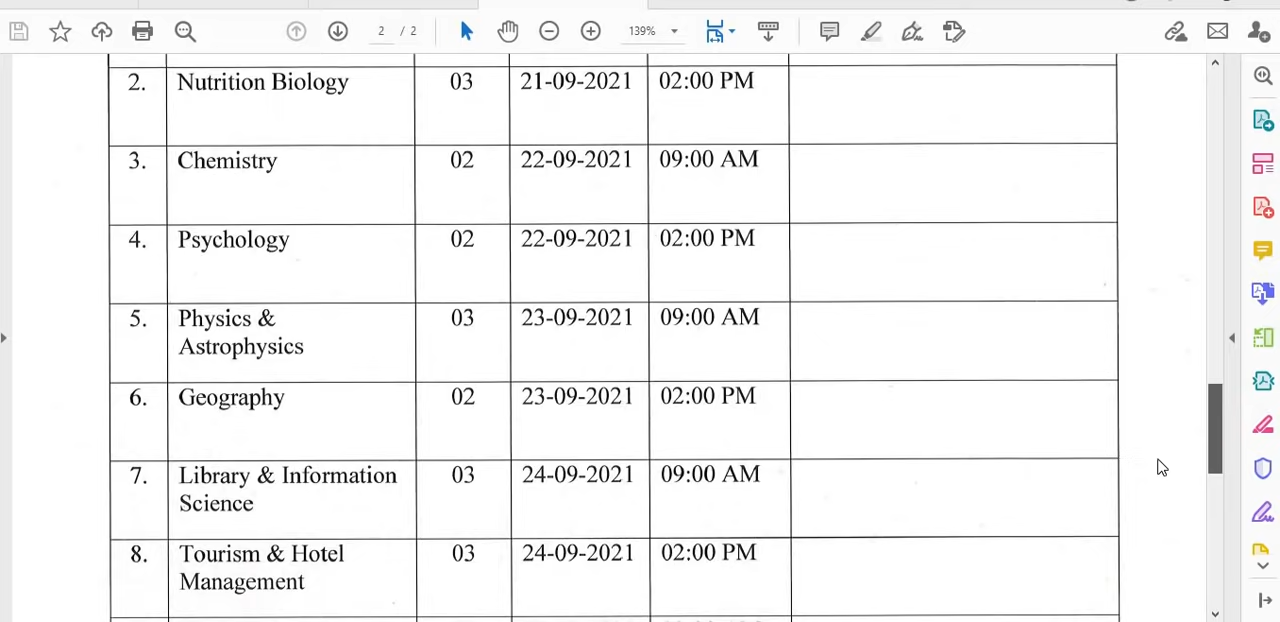 2 / 2 139%
2. Nutrition Biology 03 21-09-2021 02:00 PM
3. Chemistry 02 22-09-2021 09:00 AM
4. Psychology 02 22-09-2021 02:00 PM
5. Physics & 03 23-09-2021 09:00 AM
Astrophysics
6. Geography 02 23-09-2021 02:00 PM
7. Library & Information 03 24-09-2021 09:00 AM
Science
8. Tourism & Hotel 03 24-09-2021 02:00 PM
Management